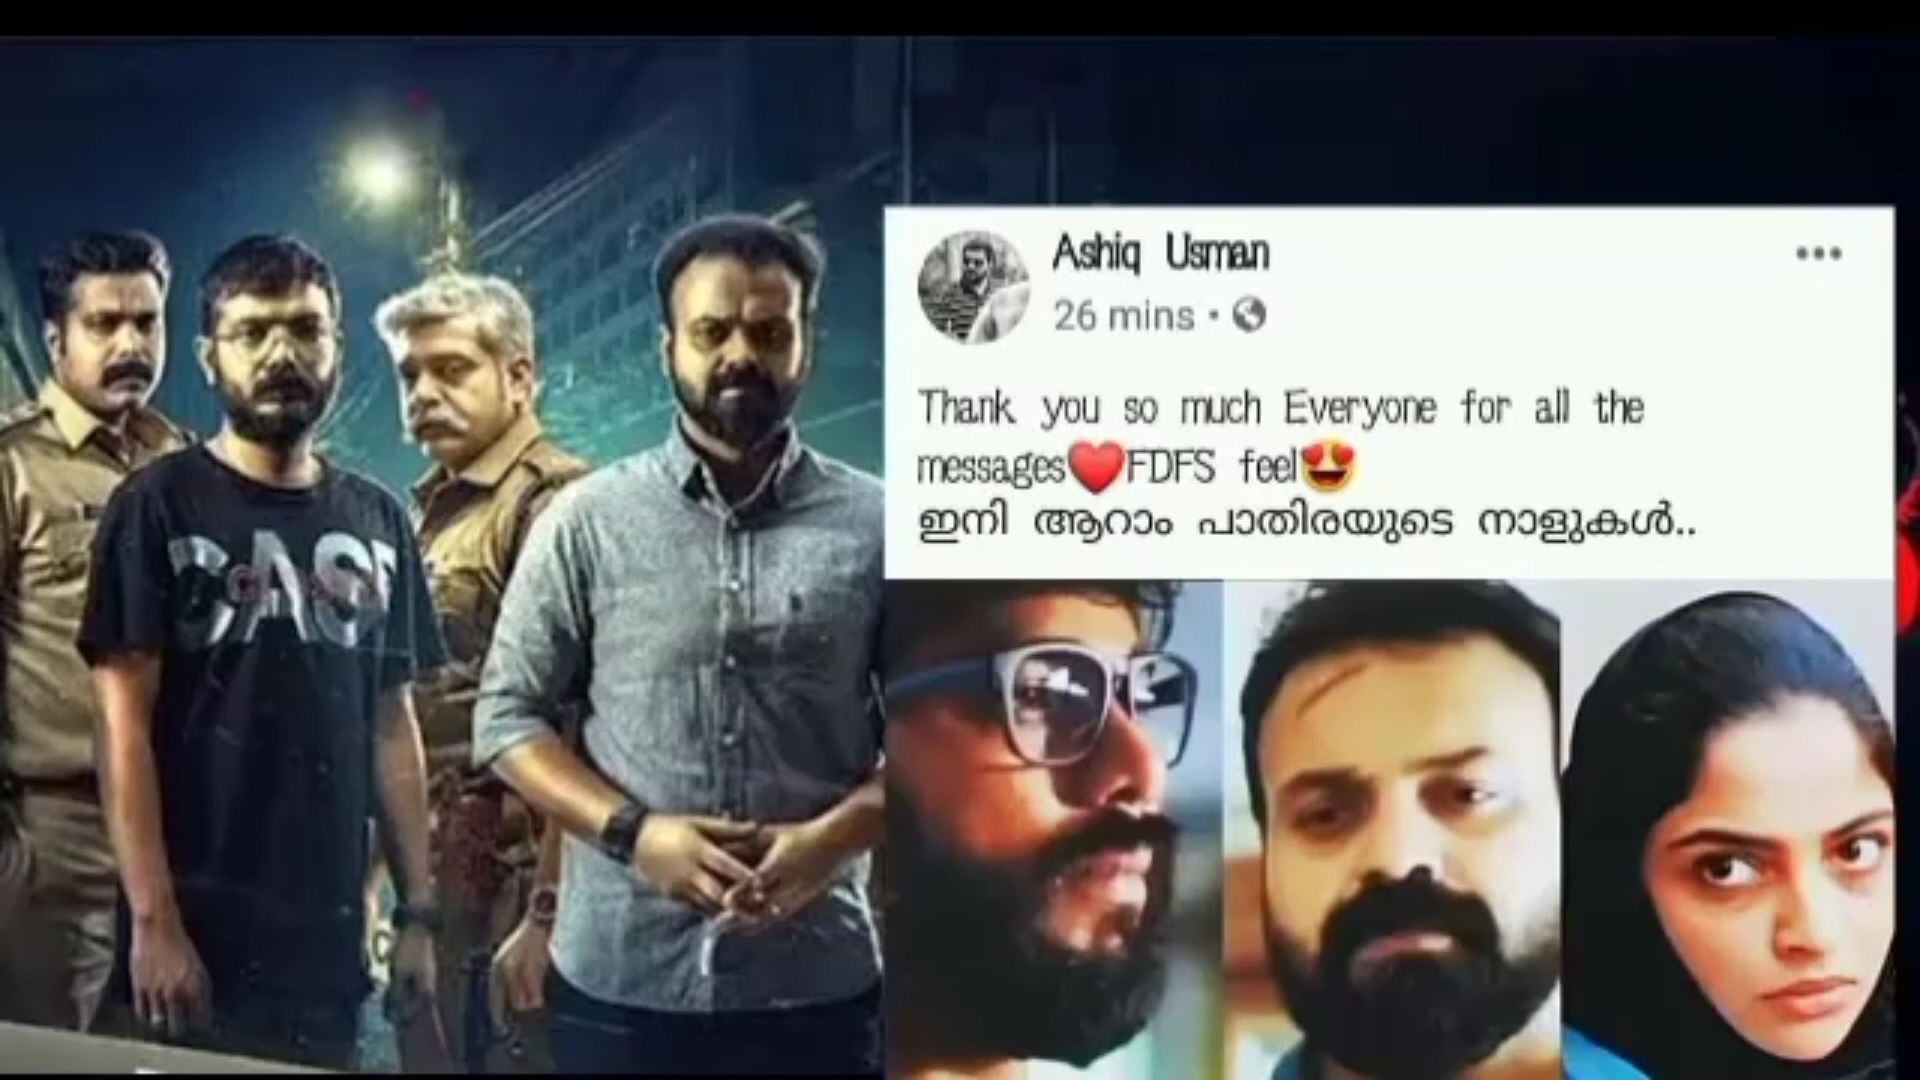 Ashiq Usman
26 mins
Thank you so much Everyone for all the
messages❤️FDFS feel😍
ഇനി ആറാം പാതിരയുടെ നാളുകൾ..